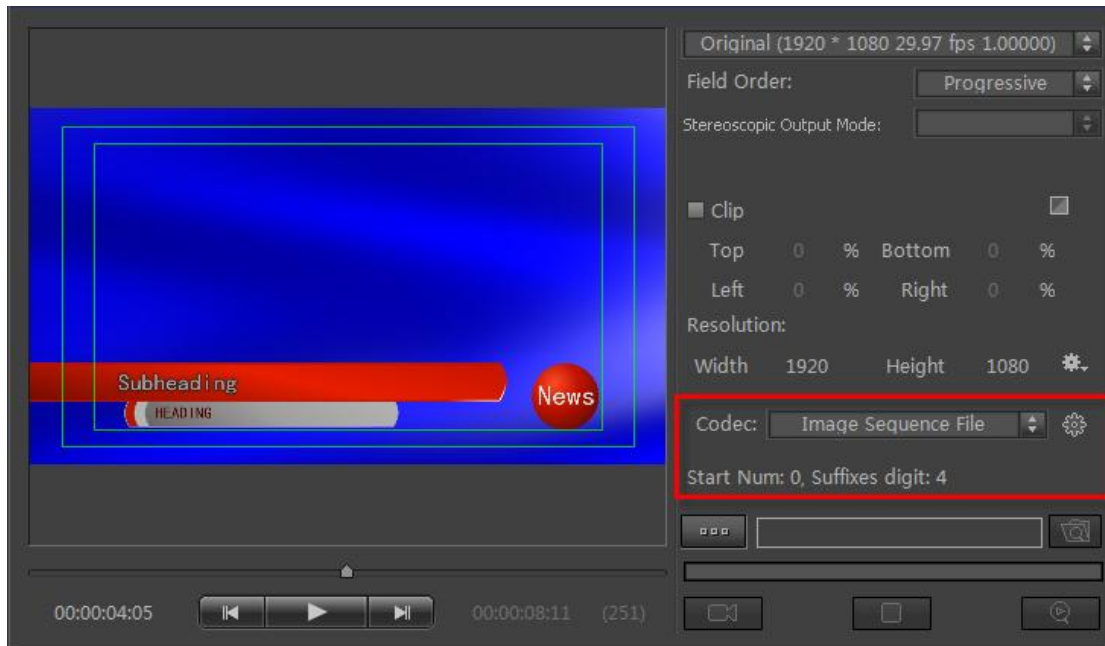 Original (1920 * 1080 29.97 fps 1.00000)
Field Order: Progressive
Stereoscopic Output Mode:
Clip
Top 0 % Bottom 0 %
Left 0 % Right 0 %
Resolution:
Width 1920 Height 1080
Codec: Image Sequence File
Start Num: 0, Suffixes digit: 4
Subheading
HEADING
News
00:00:04:05 00:00:08:11 (251)